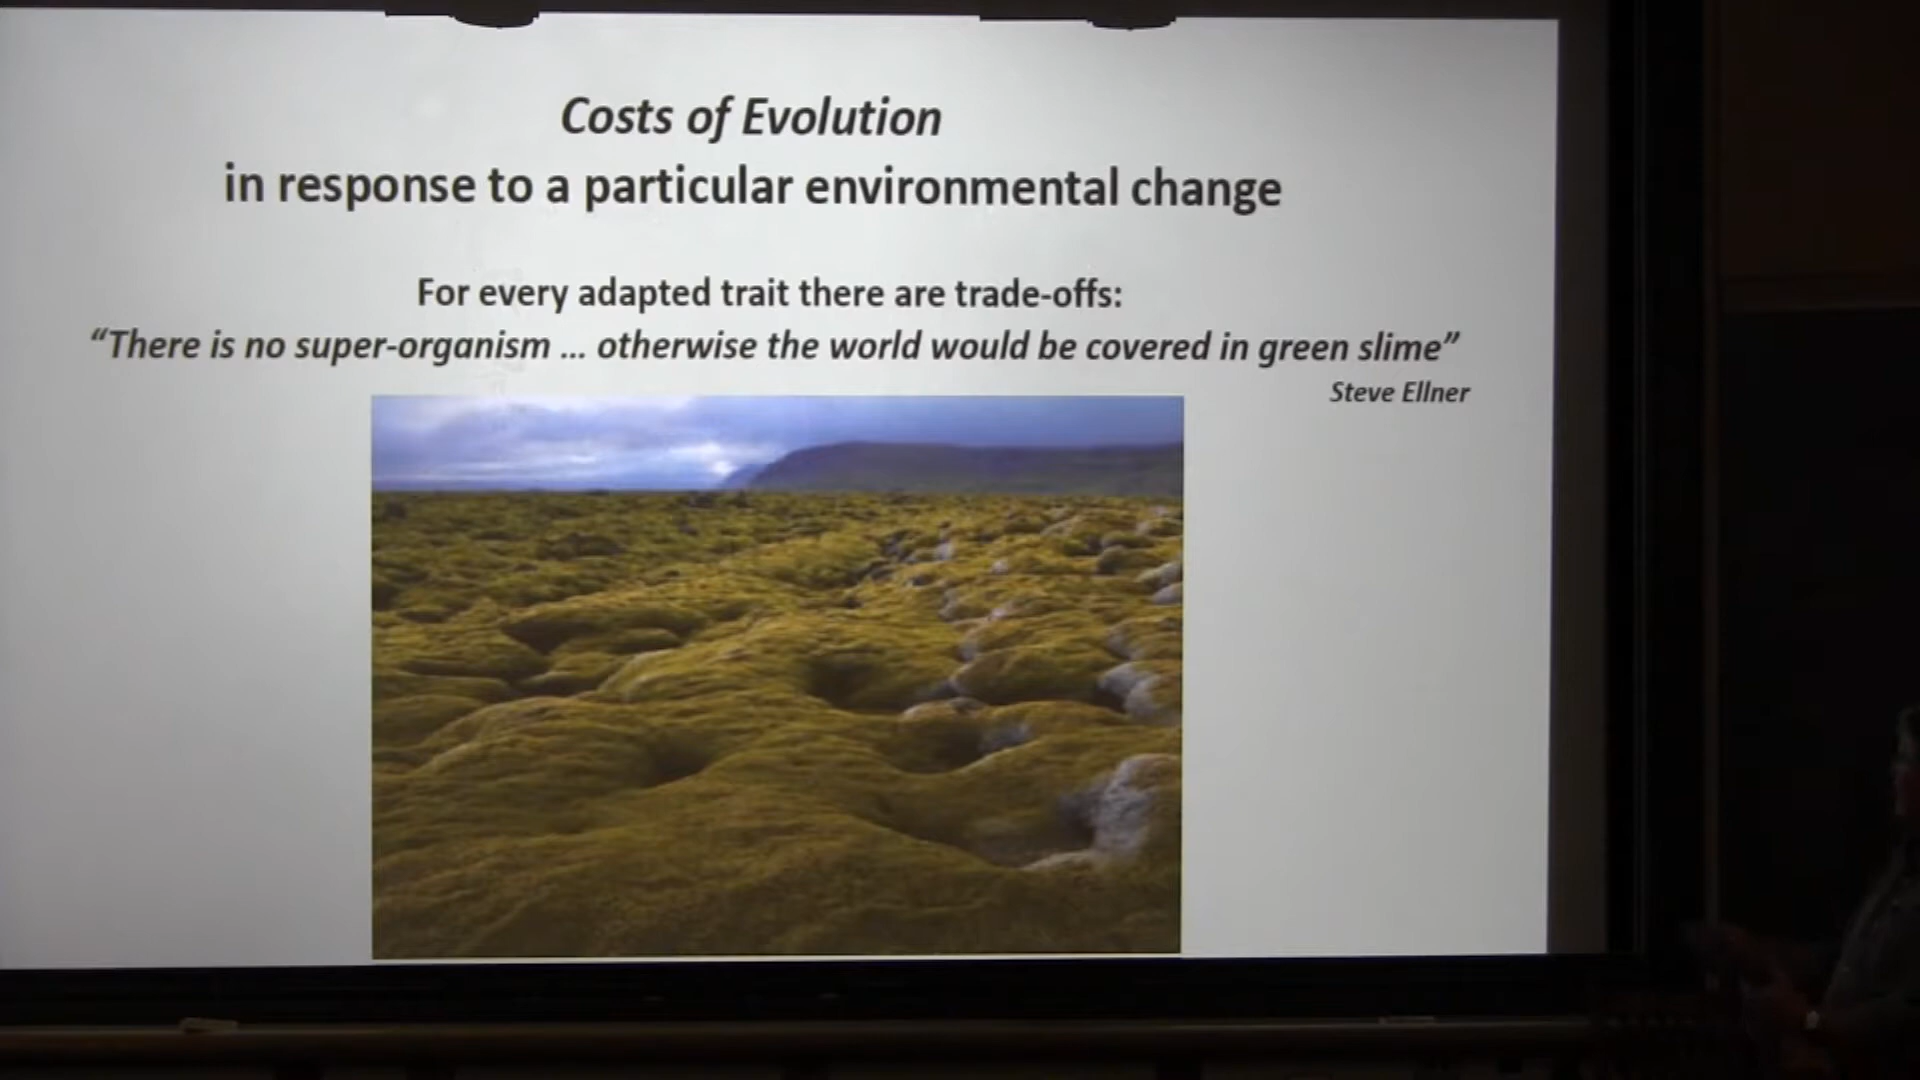 Costs of Evolution
in response to a particular environmental change
For every adapted trait there are trade-offs:
“There is no super-organism ... otherwise the world would be covered in green slime”
Steve Ellner